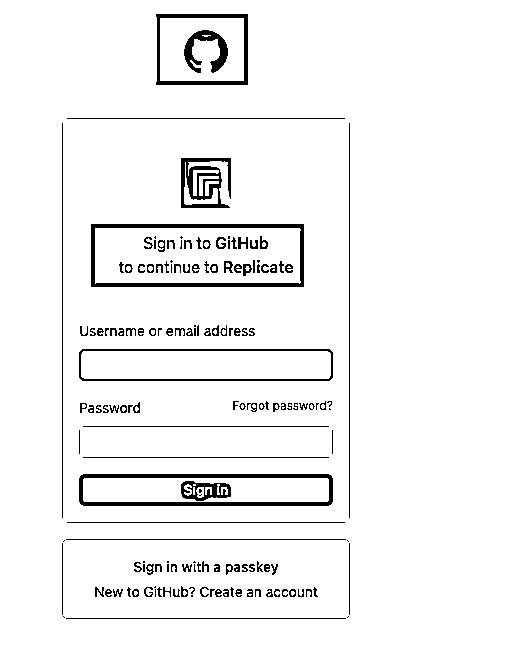 Sign in to GitHub
to continue to Replicate
Username or email address
Password Forgot password?
Sign in
Sign in with a passkey
New to GitHub? Create an account